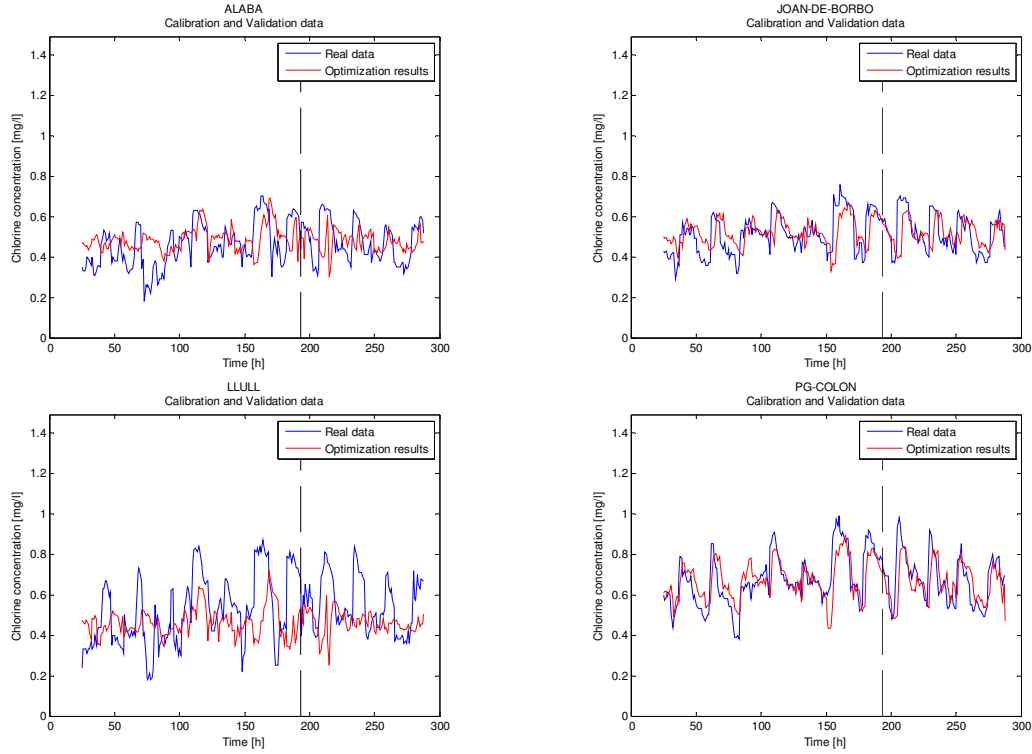 ALABA
Calibration and Validation data
1.4
1.2
1
0.8
0.6
0.4
0.2
0
Chlorine concentration [mg/l]
Real data
Optimization results
0 50 100 150 200 250 300
Time [h]
JOAN-DE-BORBO
Calibration and Validation data
1.4
1.2
1
0.8
0.6
0.4
0.2
0
Chlorine concentration [mg/l]
Real data
Optimization results
0 50 100 150 200 250 300
Time [h]
LLULL
Calibration and Validation data
1.4
1.2
1
0.8
0.6
0.4
0.2
0
Chlorine concentration [mg/l]
Real data
Optimization results
0 50 100 150 200 250 300
Time [h]
PG-COLON
Calibration and Validation data
1.4
1.2
1
0.8
0.6
0.4
0.2
0
Chlorine concentration [mg/l]
Real data
Optimization results
0 50 100 150 200 250 300
Time [h]